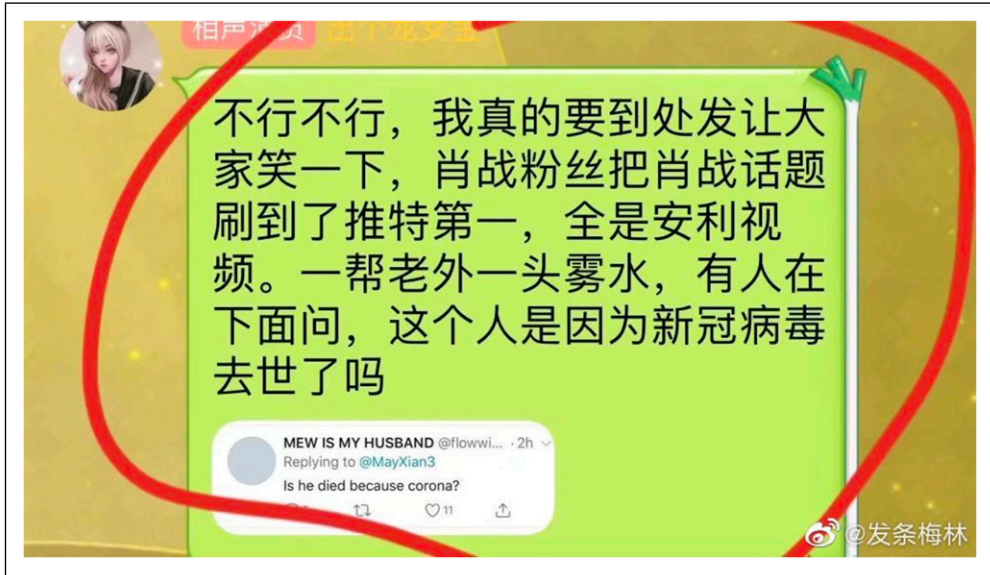 相声演员
不行不行，我真的要到处发让大
家笑一下，肖战粉丝把肖战话题
刷到了推特第一，全是安利视
频。一帮老外一头雾水，有人在
下面问，这个人是因为新冠病毒
去世了吗
MEW IS MY HUSBAND @flowwi... · 2h
Replying to @MayXian3
Is he died because corona?
11
@发条梅林